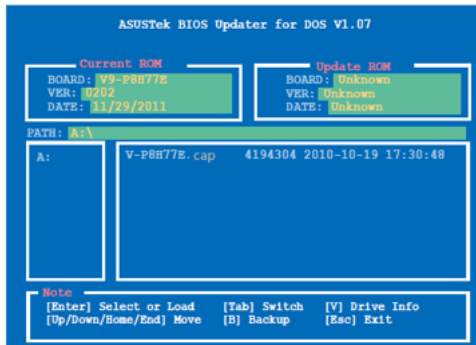 ASUSTek BIOS Updater for DOS V1.07
Current ROM
BOARD: V9-P8H77E
VER: 0202
DATE: 11/29/2011
Update ROM
BOARD: Unknown
VER: Unknown
DATE: Unknown
PATH: A:\
A:
V-P8H77E.cap 4194304 2010-10-19 17:30:48
Note
[Enter] Select or Load [Tab] Switch [V] Drive Info
[Up/Down/Home/End] Move [B] Backup [Esc] Exit